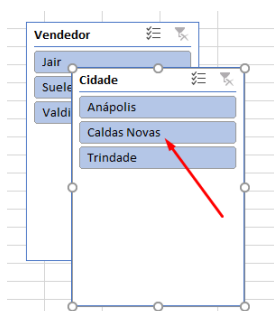 Vendedor
Jair
Suele
Valdi
Cidade
Anápolis
Caldas Novas
Trindade